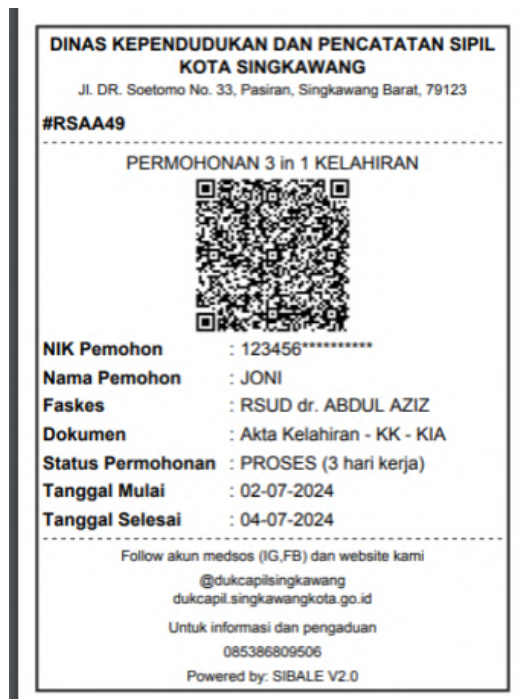 DINAS KEPENDUDUKAN DAN PENCATATAN SIPIL
KOTA SINGKAWANG
Jl. DR. Soetomo No. 33, Pasiran, Singkawang Barat, 79123
#RSAA49
PERMOHONAN 3 in 1 KELAHIRAN
NIK Pemohon : 123456**********
Nama Pemohon : JONI
Faskes : RSUD dr. ABDUL AZIZ
Dokumen : Akta Kelahiran - KK - KIA
Status Permohonan : PROSES (3 hari kerja)
Tanggal Mulai : 02-07-2024
Tanggal Selesai : 04-07-2024
Follow akun medsos (IG,FB) dan website kami
@dukcapilsingkawang
dukcapil.singkawangkota.go.id
Untuk informasi dan pengaduan
085386809506
Powered by: SIBALE V2.0